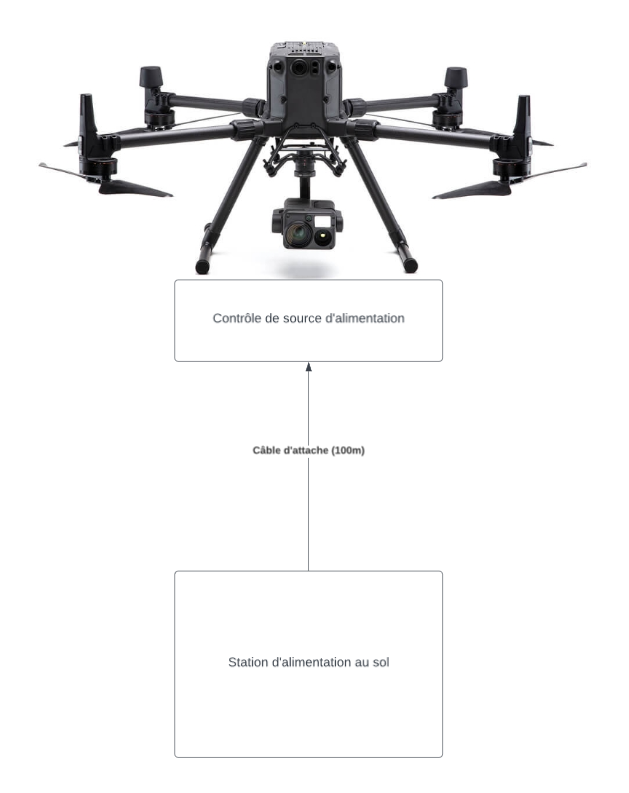 Contrôle de source d'alimentation
Câble d'attache (100m)
Station d'alimentation au sol